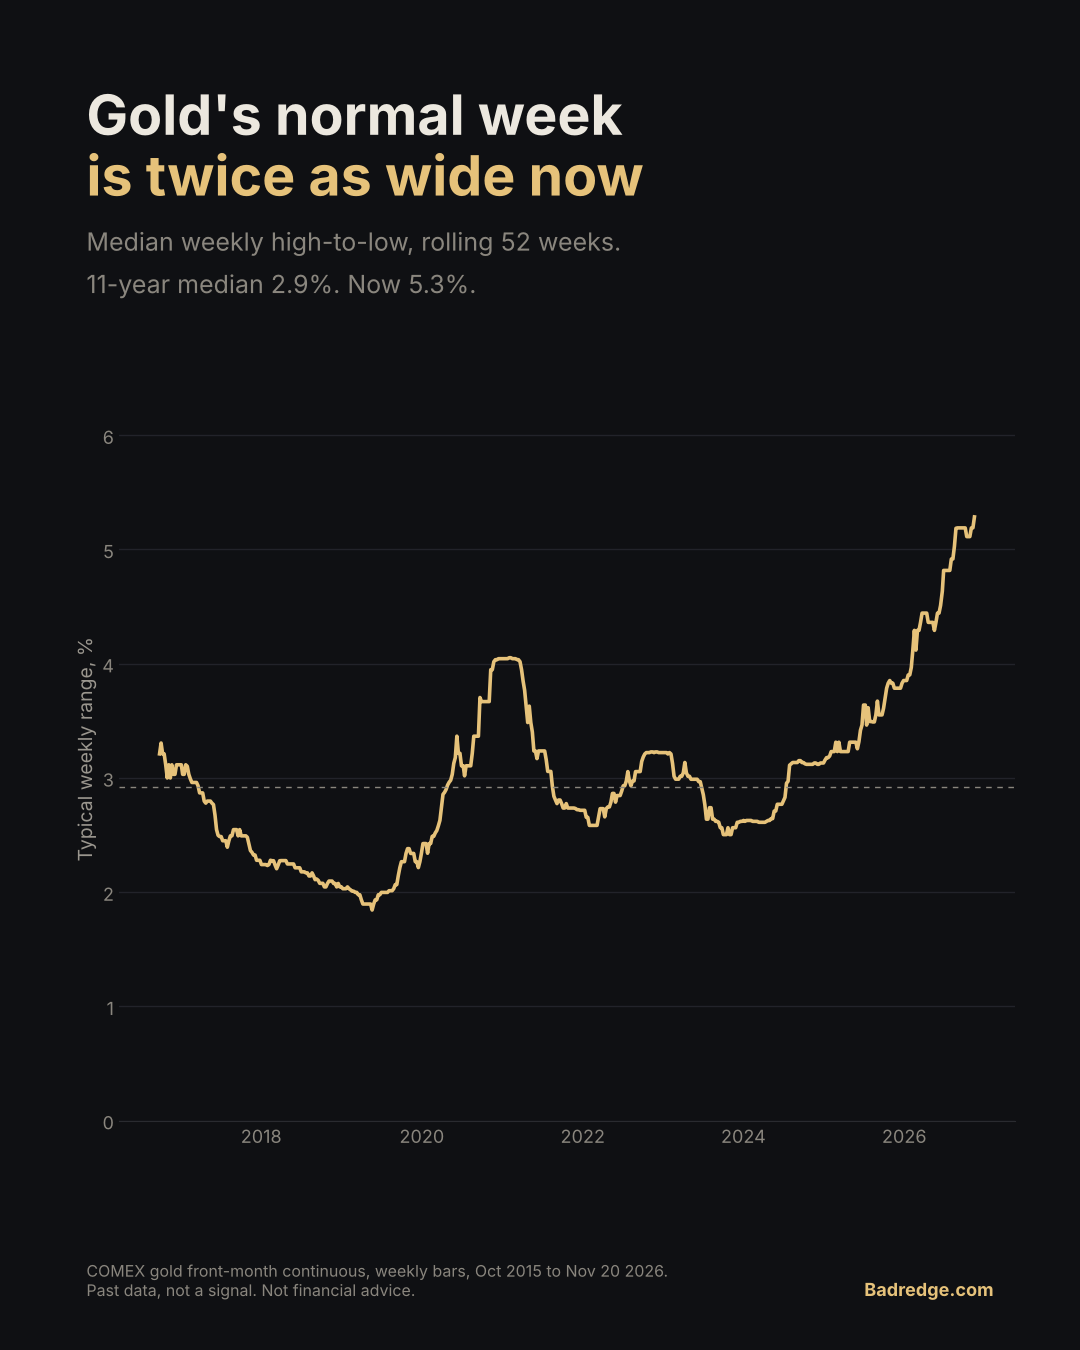 Gold's normal week
is twice as wide now
Median weekly high-to-low, rolling 52 weeks.
11-year median 2.9%. Now 5.3%.
Typical weekly range, %
6
5
4
3
2
1
0
2018
2020
2022
2024
2026
COMEX gold front-month continuous, weekly bars, Oct 2015 to Nov 20 2026.
Past data, not a signal. Not financial advice.
Badredge.com